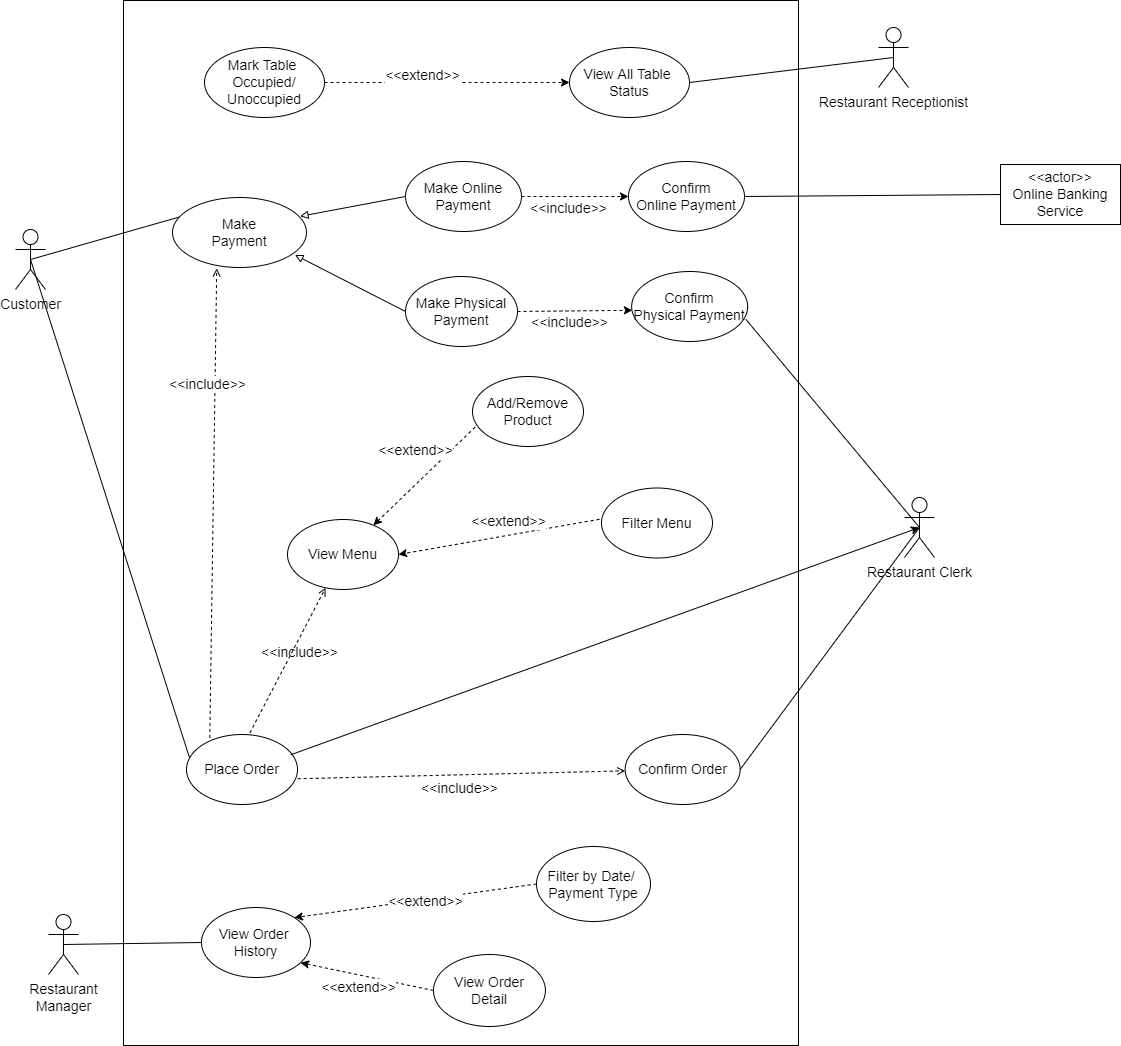 Mark Table
Occupied/
Unoccupied
<<extend>>
View All Table
Status
Restaurant Receptionist
Make Online
Payment
<<include>>
Confirm
Online Payment
<<actor>>
Online Banking
Service
Make
Payment
Customer
Make Physical
Payment
<<include>>
Confirm
Physical Payment
<<include>>
Add/Remove
Product
<<extend>>
<<extend>>
Filter Menu
View Menu
Restaurant Clerk
<<include>>
Place Order
<<include>>
Confirm Order
Filter by Date/
Payment Type
<<extend>>
View Order
History
Restaurant
Manager
<<extend>>
View Order
Detail